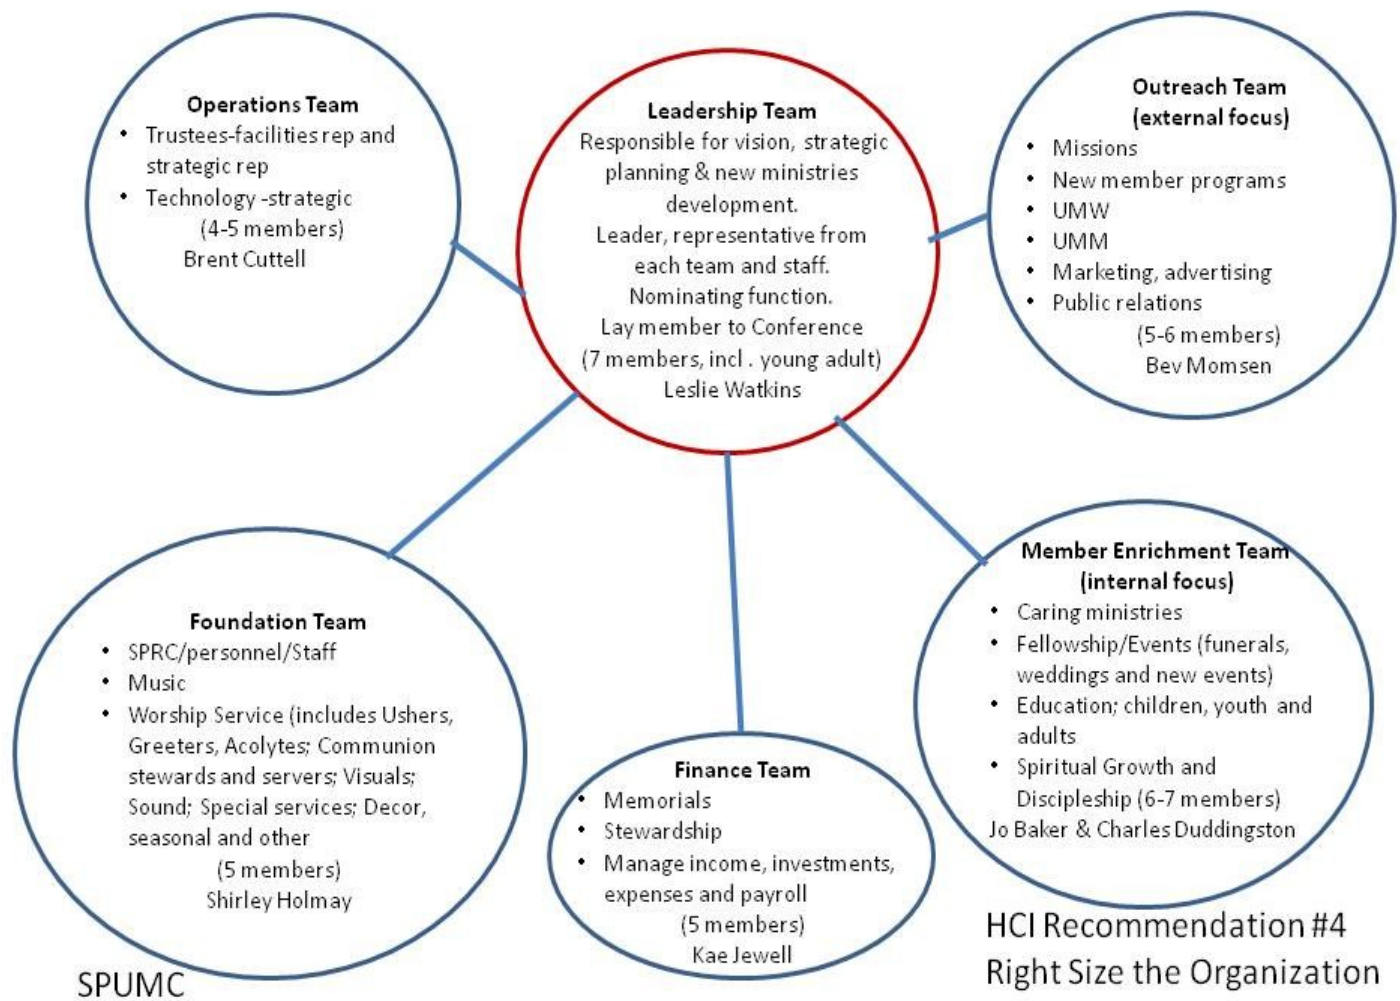 Operations Team
• Trustees-facilities rep and
strategic rep
• Technology -strategic
(4-5 members)
Brent Cuttell
Leadership Team
Responsible for vision, strategic
planning & new ministries
development.
Leader, representative from
each team and staff.
Nominating function.
Lay member to Conference
(7 members, incl . young adult)
Leslie Watkins
Outreach Team
(external focus)
• Missions
• New member programs
• UMW
• UMM
• Marketing, advertising
• Public relations
(5-6 members)
Bev Momsen
Foundation Team
• SPRC/personnel/Staff
• Music
• Worship Service (includes Ushers,
Greeters, Acolytes; Communion
stewards and servers; Visuals;
Sound; Special services; Decor,
seasonal and other
(5 members)
Shirley Holmay
Finance Team
• Memorials
• Stewardship
• Manage income, investments,
expenses and payroll
(5 members)
Kae Jewell
Member Enrichment Team
(internal focus)
• Caring ministries
• Fellowship/Events (funerals,
weddings and new events)
• Education; children, youth and
adults
• Spiritual Growth and
Discipleship (6-7 members)
Jo Baker & Charles Duddingston
SPUMC
HCI Recommendation #4
Right Size the Organization